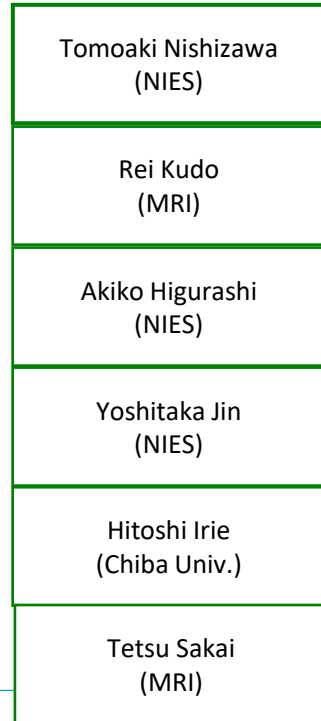 Tomoaki Nishizawa
(NIES)
Rei Kudo
(MRI)
Akiko Higurashi
(NIES)
Yoshitaka Jin
(NIES)
Hitoshi Irie
(Chiba Univ.)
Tetsu Sakai
(MRI)